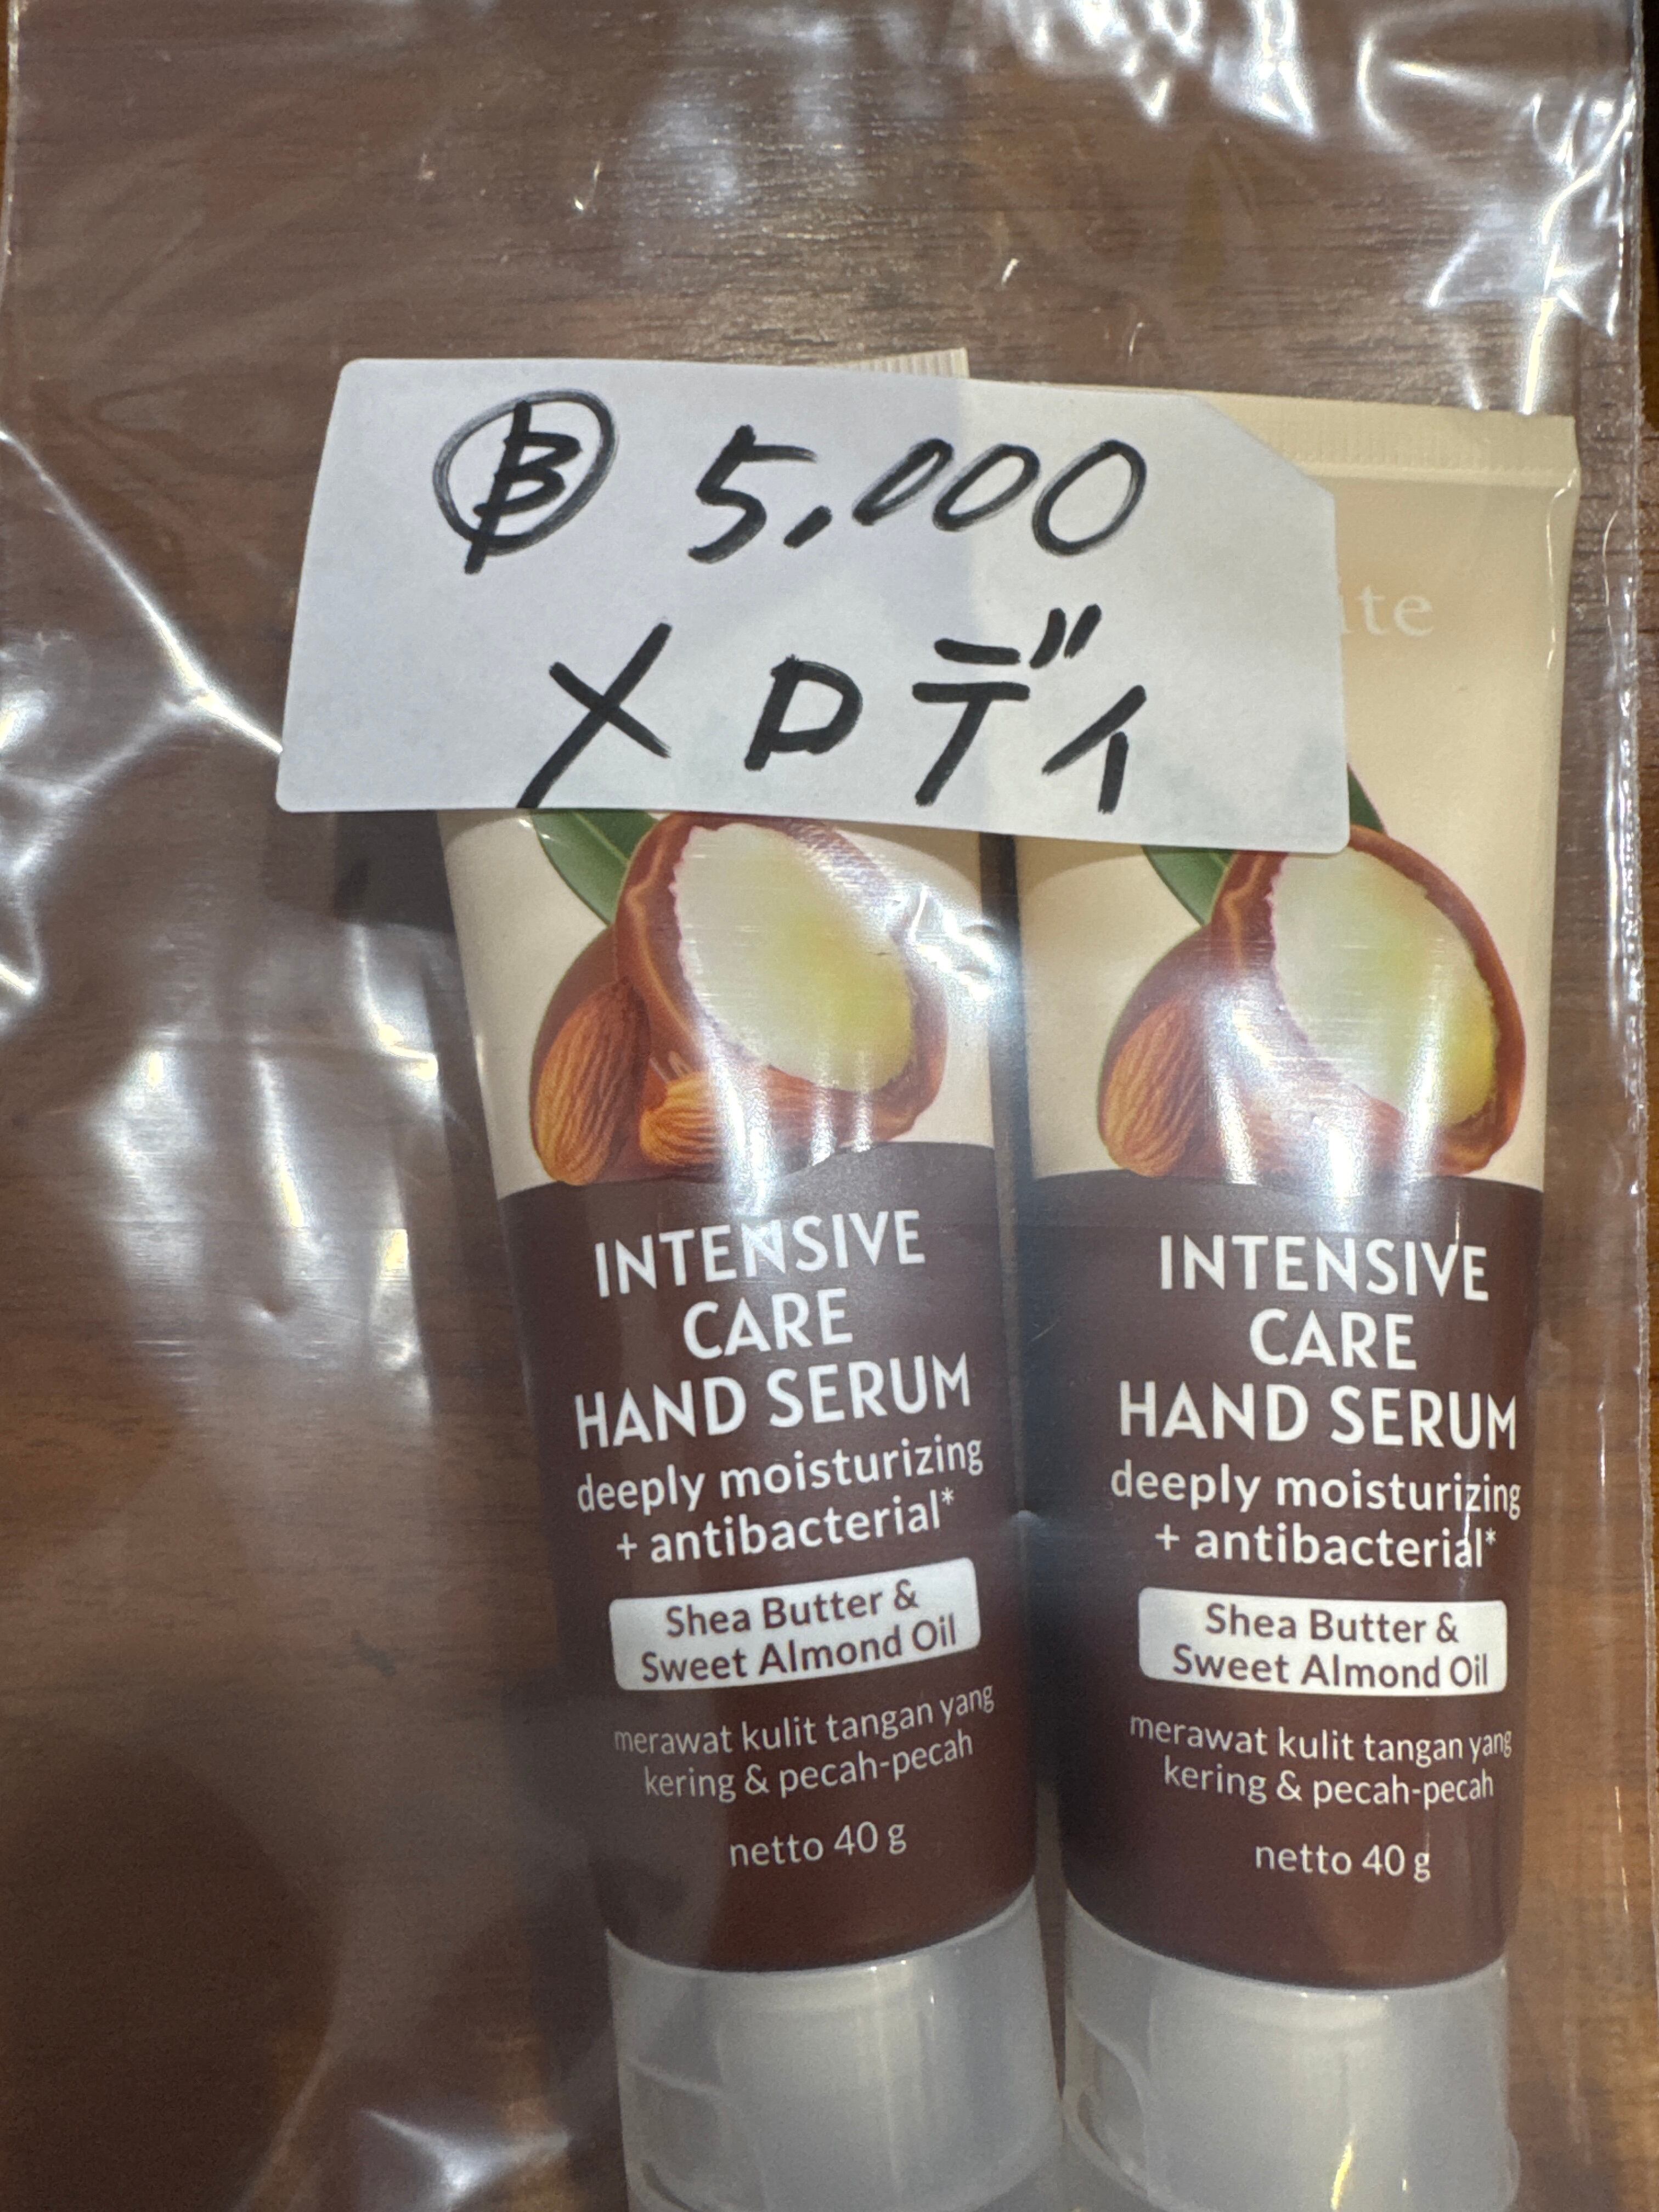 Ⓑ 5,000
メロディ
INTENSIVE
CARE
HAND SERUM
deeply moisturizing
+ antibacterial*
Shea Butter &
Sweet Almond Oil
merawat kulit tangan yang
kering & pecah-pecah
netto 40 g
INTENSIVE
CARE
HAND SERUM
deeply moisturizing
+ antibacterial*
Shea Butter &
Sweet Almond Oil
merawat kulit tangan yang
kering & pecah-pecah
netto 40 g